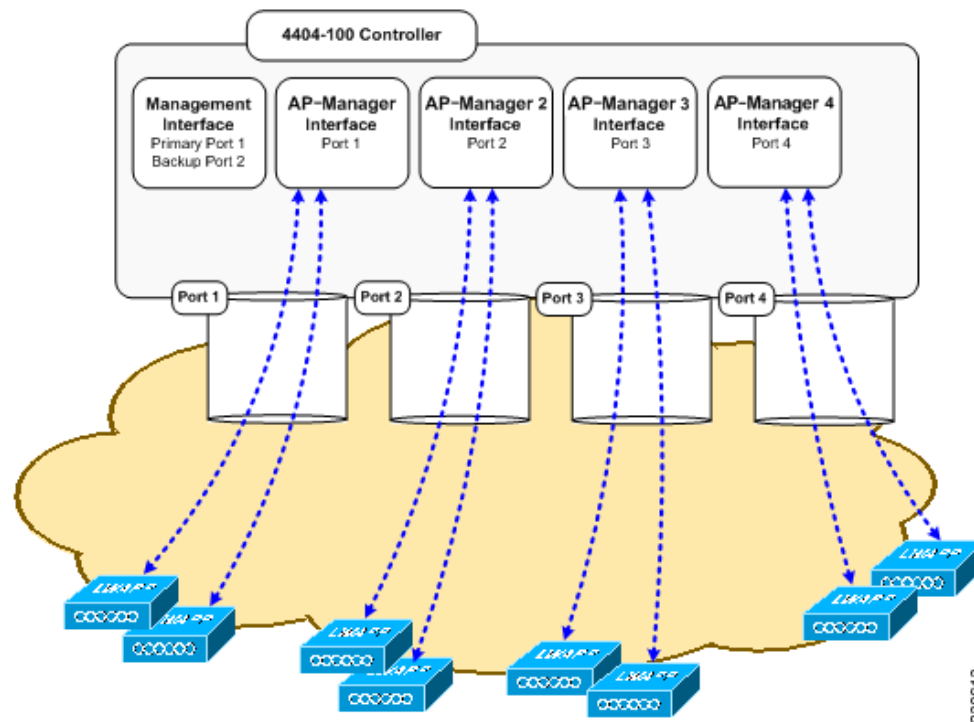 4404-100 Controller
Management
Interface
Primary Port 1
Backup Port 2
AP-Manager
Interface
Port 1
AP-Manager 2
Interface
Port 2
AP-Manager 3
Interface
Port 3
AP-Manager 4
Interface
Port 4
Port 1
Port 2
Port 3
Port 4